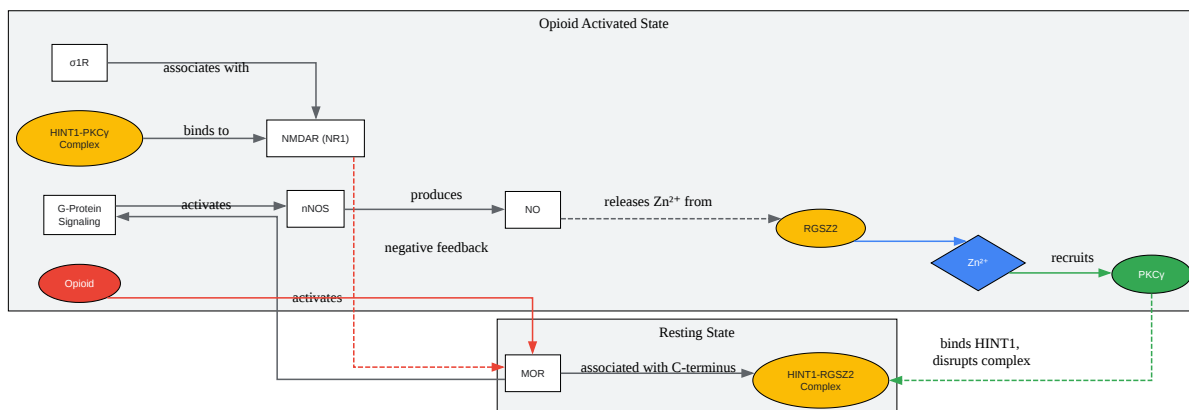 Opioid Activated State
σ1R
associates with
HINT1-PKCγ
Complex
binds to
NMDAR (NR1)
G-Protein
Signaling
activates
nNOS
produces
NO
releases Zn²⁺ from
RGSZ2
negative feedback
Zn²⁺
recruits
PKCγ
Opioid
activates
Resting State
MOR
associated with C-terminus
HINT1-RGSZ2
Complex
binds HINT1,
disrupts complex